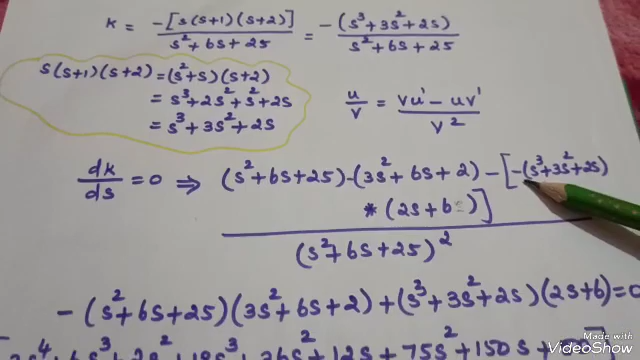 K = -[s(s+1)(s+2)] / s²+6s+25 = -(s³+3s²+2s) / s²+6s+25
s(s+1)(s+2) = (s²+s)(s+2)
= s³+2s²+s²+2s
= s³+3s²+2s
u/v = vu' - uv' / v²
dk/ds = 0 ⇒ (s²+6s+25)-(3s²+6s+2) - [-(s³+3s²+2s)
* (2s+6)]
(s²+6s+25)²
-(s²+6s+25)(3s²+6s+2)+(s³+3s²+2s)(2s+6)=0
Made With
VideoShow